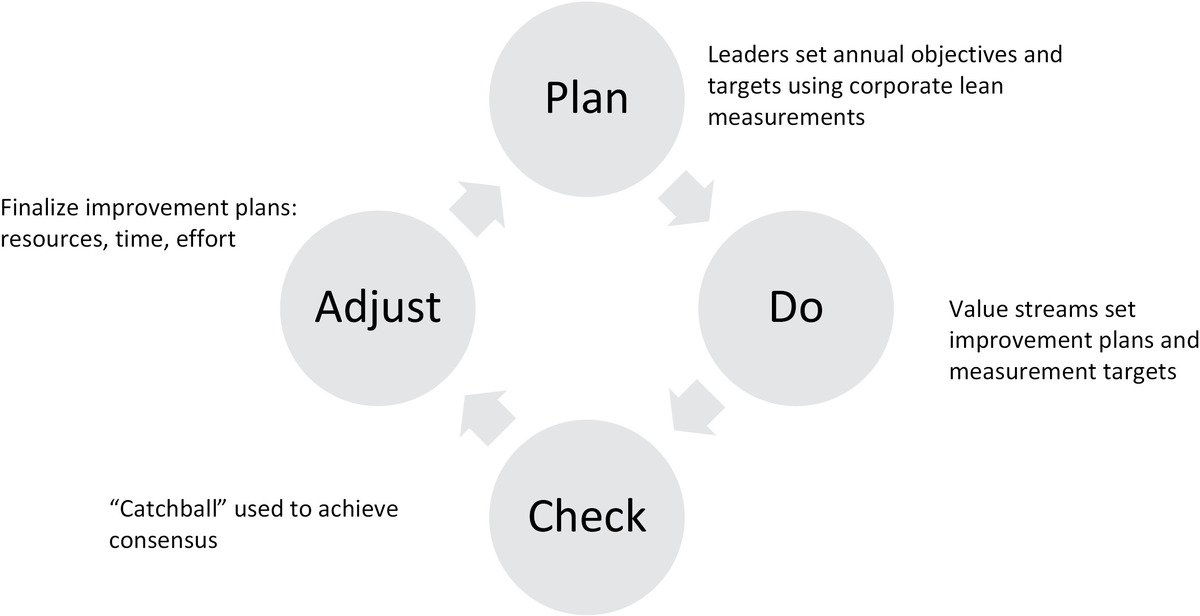 Plan
Leaders set annual objectives and
targets using corporate lean
measurements
Do
Value streams set
improvement plans and
measurement targets
Check
“Catchball” used to achieve
consensus
Adjust
Finalize improvement plans:
resources, time, effort